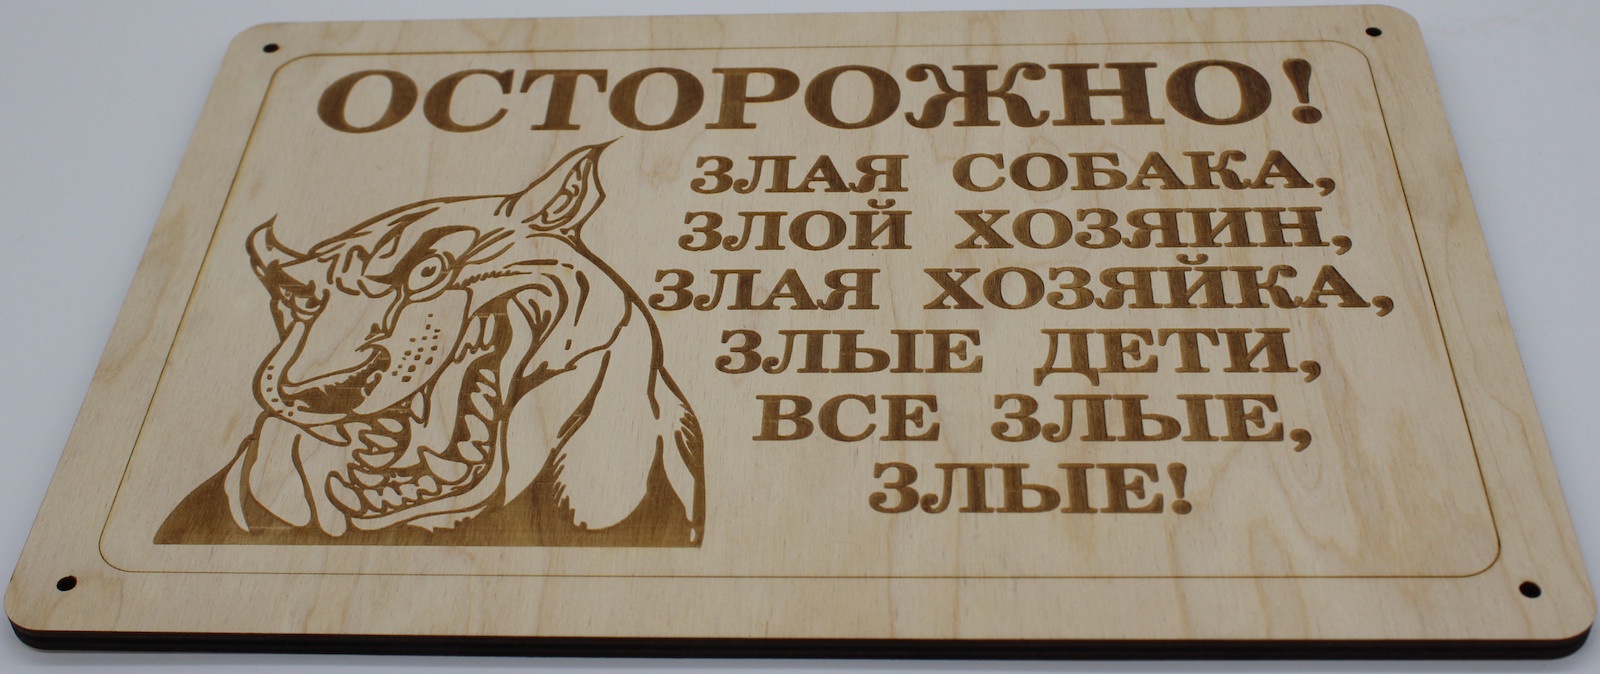 ОСТОРОЖНО!
ЗЛАЯ СОБАКА,
ЗЛОЙ ХОЗЯИН,
ЗЛАЯ ХОЗЯЙКА,
ЗЛЫЕ ДЕТИ,
ВСЕ ЗЛЫЕ,
ЗЛЫЕ!